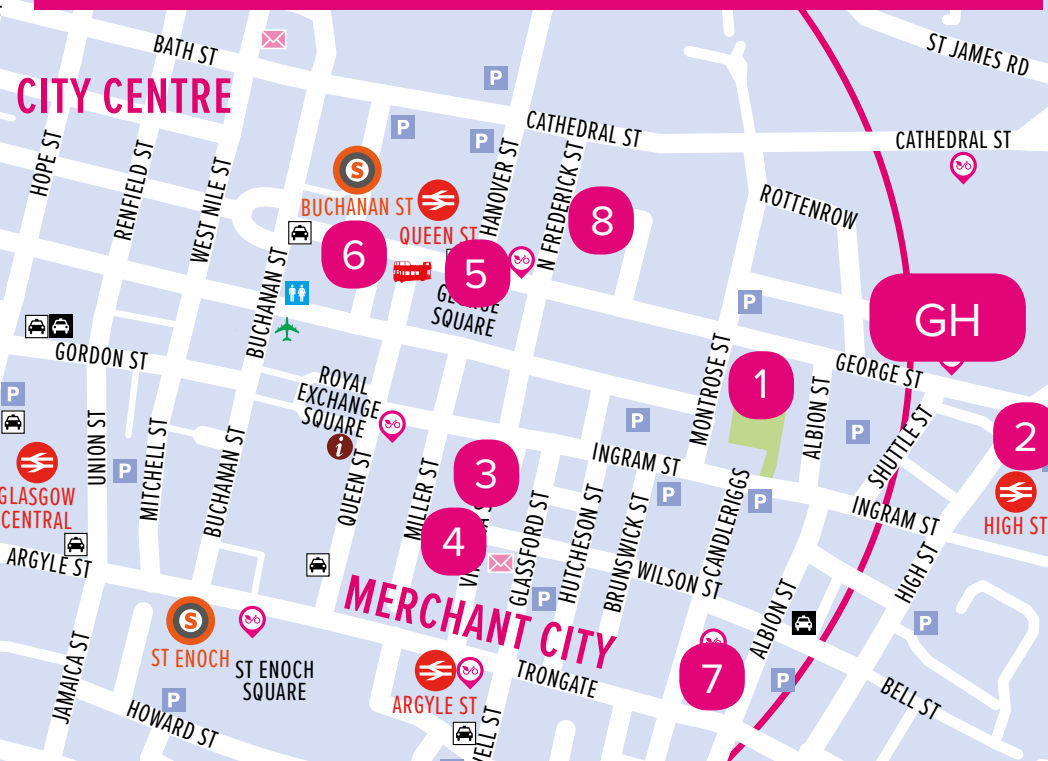 BATH ST
ST JAMES RD
CITY CENTRE
P
CATHEDRAL ST
CATHEDRAL ST
P
P
HOPE ST
RENFIELD ST
WEST NILE ST
S
BUCHANAN ST
QUEEN ST
HANOVER ST
N FREDERICK ST
8
ROTTENROW
6
5
BUCHANAN ST
SQUARE
P
GH
GORDON ST
ROYAL
EXCHANGE
SQUARE
i
MONTROSE ST
1
ALBION ST
GEORGE ST
P
P
P
SHUTTLE ST
2
UNION ST
MITCHELL ST
P
BUCHANAN ST
QUEEN ST
MILLER ST
3
INGRAM ST
P
P
CANDLERIGGS
INGRAM ST
GLASGOW
CENTRAL
HIGH ST
4
GLASSFORD ST
HUTCHESON ST
BRUNSWICK ST
WILSON ST
HIGH ST
ARGYLE ST
P
MERCHANT CITY
ALBION ST
P
S
ST ENOCH
ST ENOCH
SQUARE
JAMAICA ST
P
HOWARD ST
ARGYLE ST
TRONGATE
7
P
BELL ST